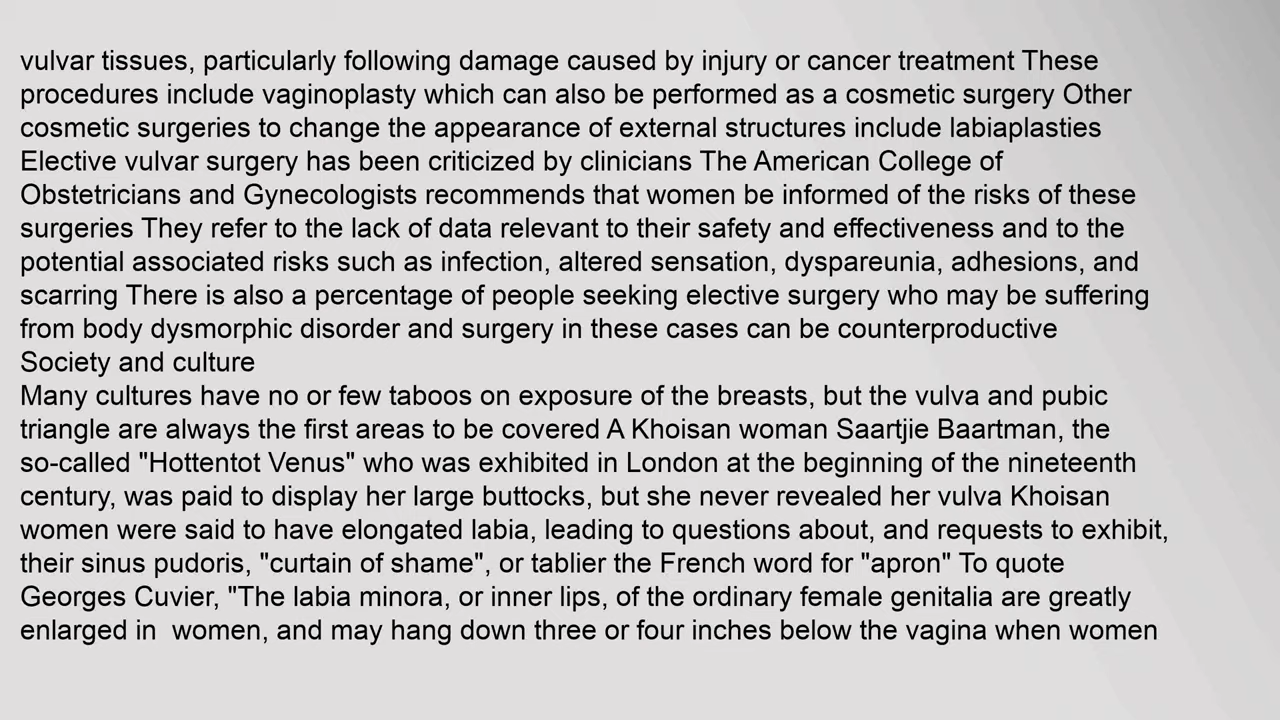 vulvar tissues, particularly following damage caused by injury or cancer treatment These
procedures include vaginoplasty which can also be performed as a cosmetic surgery Other
cosmetic surgeries to change the appearance of external structures include labiaplasties
Elective vulvar surgery has been criticized by clinicians The American College of
Obstetricians and Gynecologists recommends that women be informed of the risks of these
surgeries They refer to the lack of data relevant to their safety and effectiveness and to the
potential associated risks such as infection, altered sensation, dyspareunia, adhesions, and
scarring There is also a percentage of people seeking elective surgery who may be suffering
from body dysmorphic disorder and surgery in these cases can be counterproductive
Society and culture
Many cultures have no or few taboos on exposure of the breasts, but the vulva and pubic
triangle are always the first areas to be covered A Khoisan woman Saartjie Baartman, the
so-called "Hottentot Venus" who was exhibited in London at the beginning of the nineteenth
century, was paid to display her large buttocks, but she never revealed her vulva Khoisan
women were said to have elongated labia, leading to questions about, and requests to exhibit,
their sinus pudoris, "curtain of shame", or tablier the French word for "apron" To quote
Georges Cuvier, "The labia minora, or inner lips, of the ordinary female genitalia are greatly
enlarged in  women, and may hang down three or four inches below the vagina when women